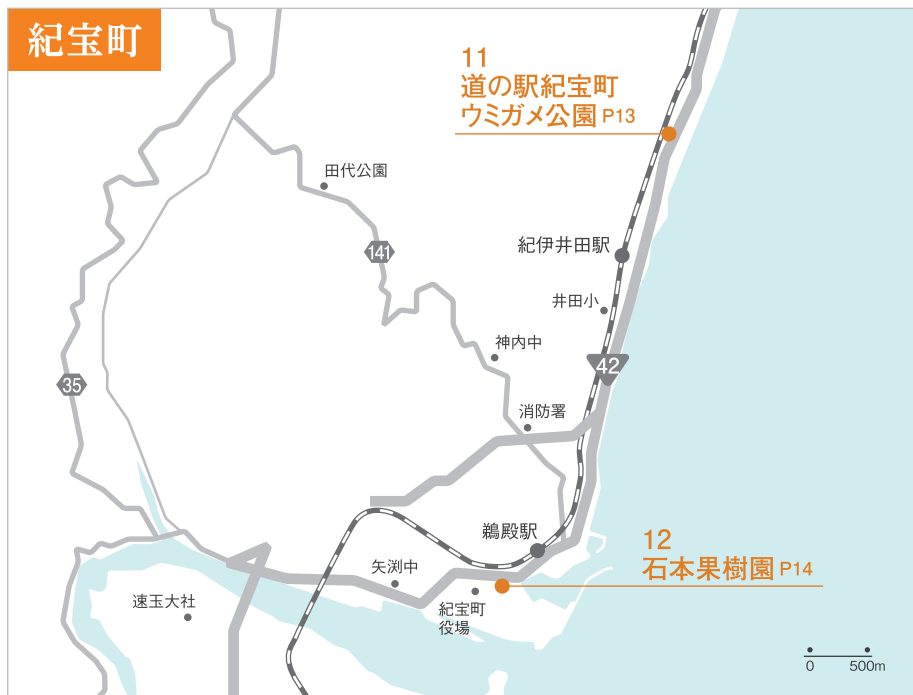 紀宝町
11
道の駅紀宝町
ウミガメ公園 P13
田代公園
141
紀伊井田駅
井田小
神内中
42
35
消防署
鵜殿駅
12
石本果樹園 P14
矢渕中
紀宝町
役場
速玉大社
0 500m